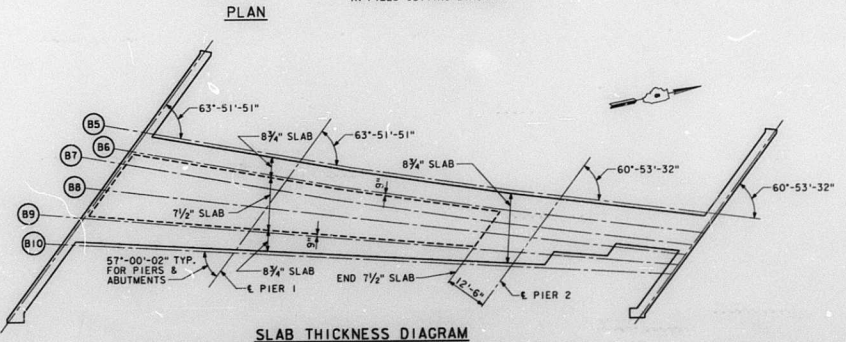 PLAN
63°-51'-51"
63°-51'-51"
B5
8¾" SLAB
8¾" SLAB
B7
B6
60°-53'-32"
9"
60°-53'-32"
B8
7½" SLAB
B9
9"
B10
57°-00'-02" TYP.
FOR PIERS &
ABUTMENTS
8¾" SLAB
END 7½" SLAB
12'-6"
℄ PIER 1
℄ PIER 2
SLAB THICKNESS DIAGRAM